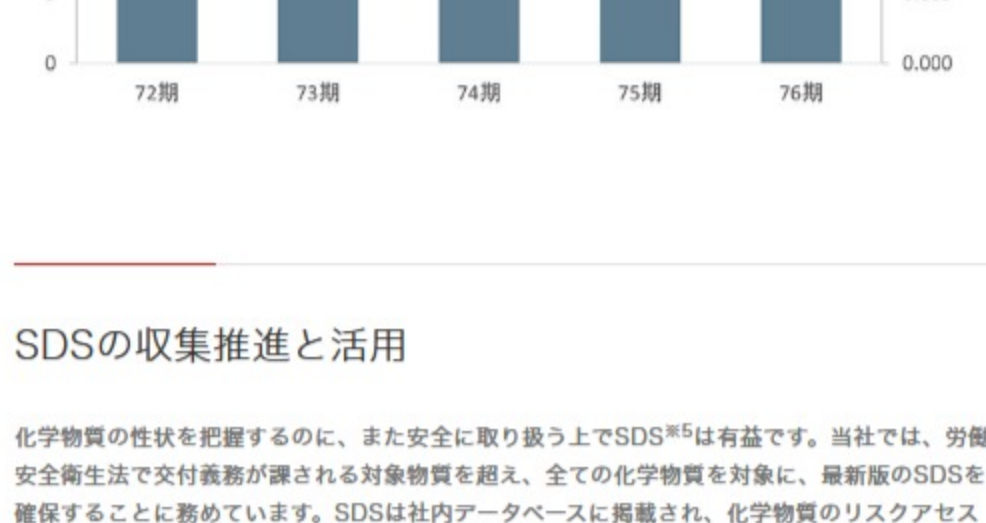 0 0.000
72期 73期 74期 75期 76期
SDSの収集推進と活用
化学物質の性状を把握するのに、また安全に取り扱う上でSDS※5は有益です。当社では、労働
安全衛生法で交付義務が課される対象物質を超え、全ての化学物質を対象に、最新版のSDSを
確保することに務めています。SDSは社内データベースに掲載され、化学物質のリスクアセス